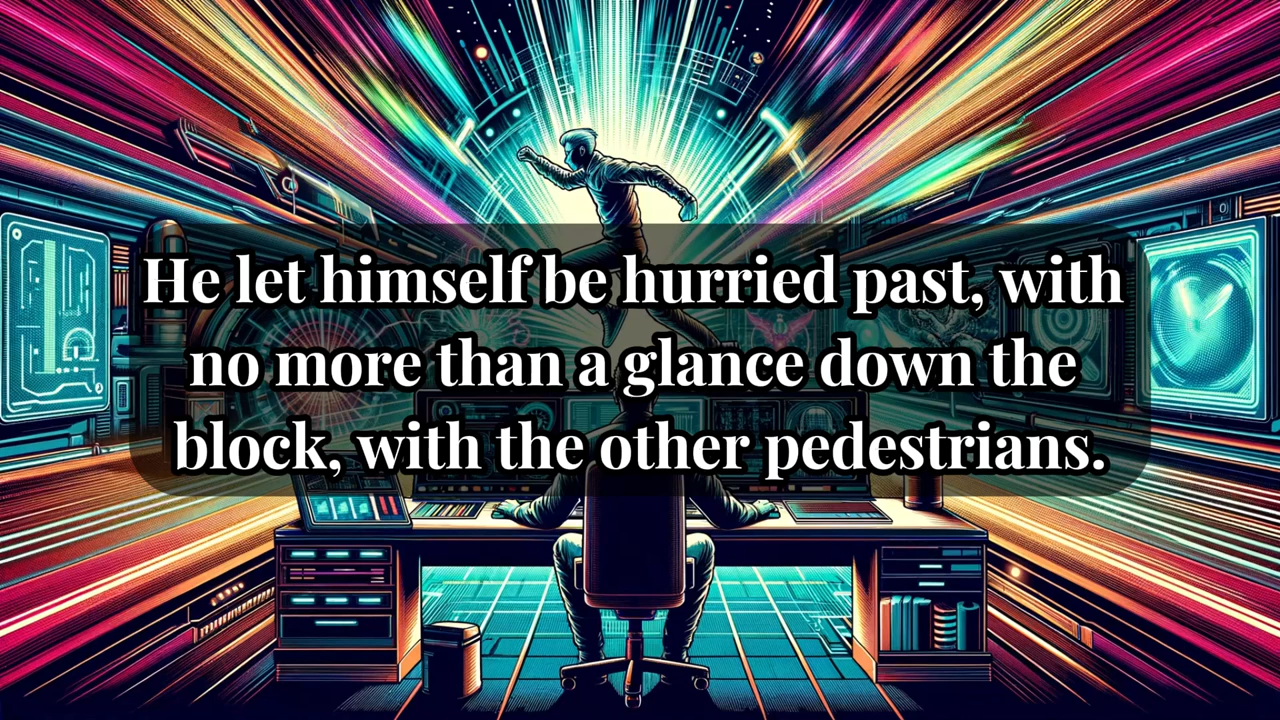 He let himself be hurried past, with
no more than a glance down the
block, with the other pedestrians.